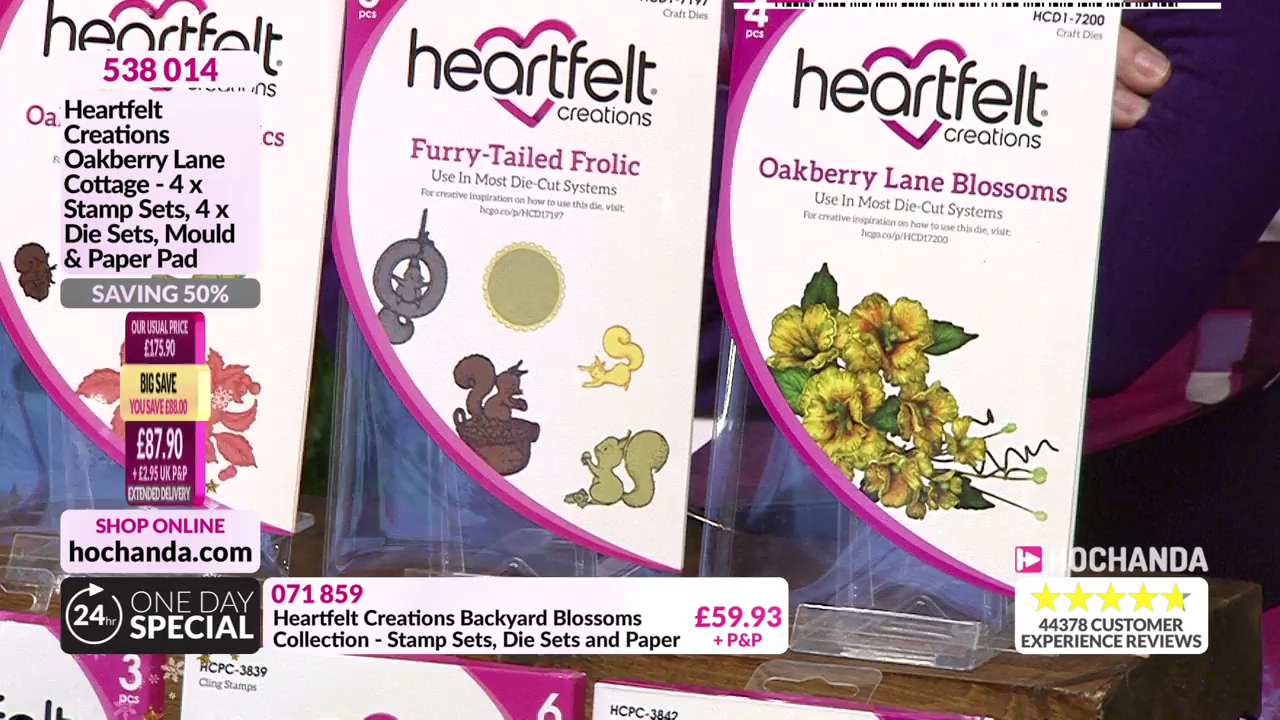 538 014
Heartfelt
Creations
Oakberry Lane
Cottage - 4 x
Stamp Sets, 4 x
Die Sets, Mould
& Paper Pad
SAVING 50%
OUR USUAL PRICE
£175.90
BIG SAVE
YOU SAVE £88.00
£87.90
+ £2.95 UK P&P
EXTENDED DELIVERY
SHOP ONLINE
hochanda.com
24hr
ONE DAY
SPECIAL
071 859
Heartfelt Creations Backyard Blossoms
Collection - Stamp Sets, Die Sets and Paper
£59.93
+ P&P
HOCHANDA
44378 CUSTOMER
EXPERIENCE REVIEWS
heartfelt
pcs
HCD1-7197
Craft Dies
heartfelt
creations
Furry-Tailed Frolic
Use In Most Die-Cut Systems
For creative inspiration on how to use this die, visit:
hcgo.co/p/HCD17197
4
pcs
HCD1-7200
Craft Dies
heartfelt
creations
Oakberry Lane Blossoms
Use In Most Die-Cut Systems
For creative inspiration on how to use this die, visit:
hcgo.co/p/HCD17200
3
pcs
HCPC-3839
Cling Stamps
6
HCPC-3842